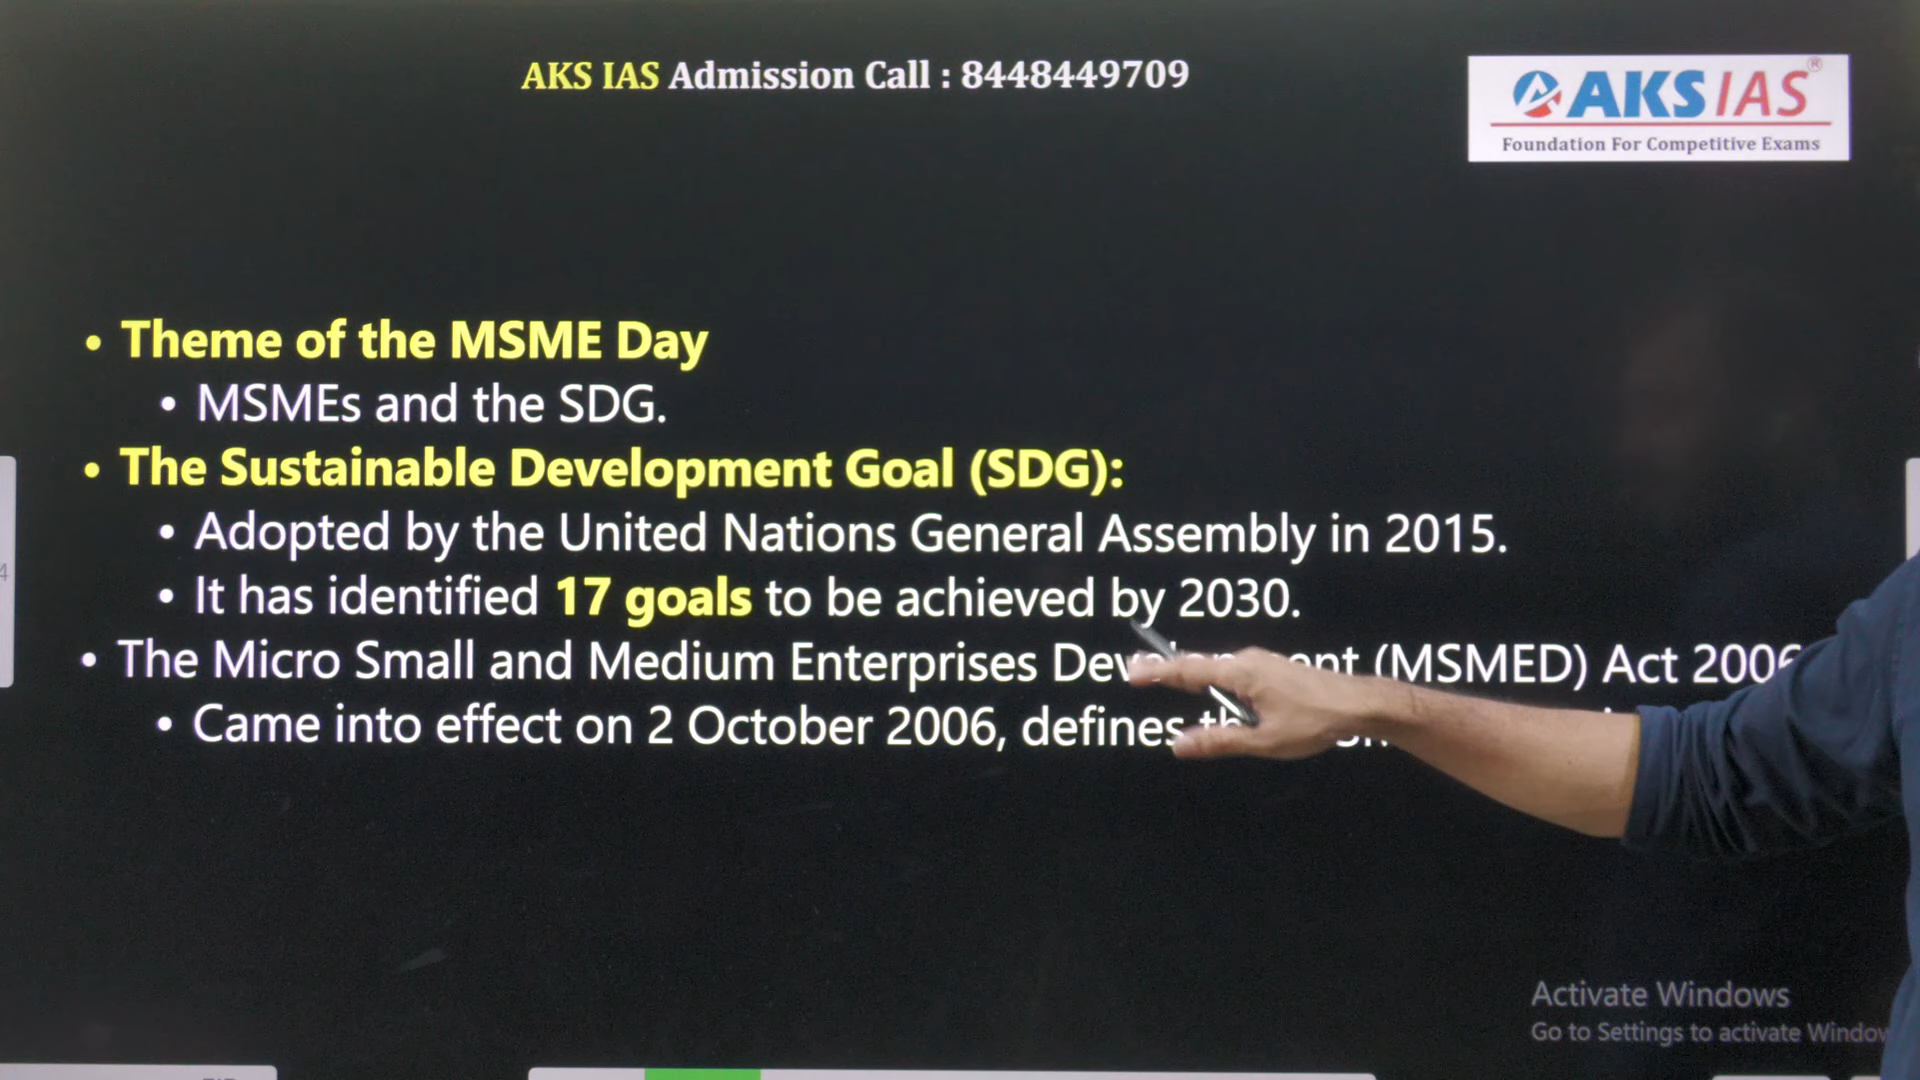 AKS IAS Admission Call : 8448449709
AKS IAS ®
Foundation For Competitive Exams
• Theme of the MSME Day
• MSMEs and the SDG.
• The Sustainable Development Goal (SDG):
• Adopted by the United Nations General Assembly in 2015.
• It has identified 17 goals to be achieved by 2030.
• The Micro Small and Medium Enterprises (MSMED) Act 2006
• Came into effect on 2 October 2006, defines
Activate Windows
Go to Settings to activate